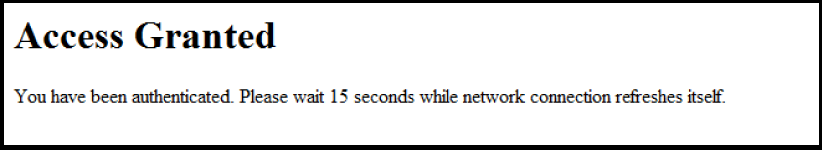 Access Granted
You have been authenticated. Please wait 15 seconds while network connection refreshes itself.